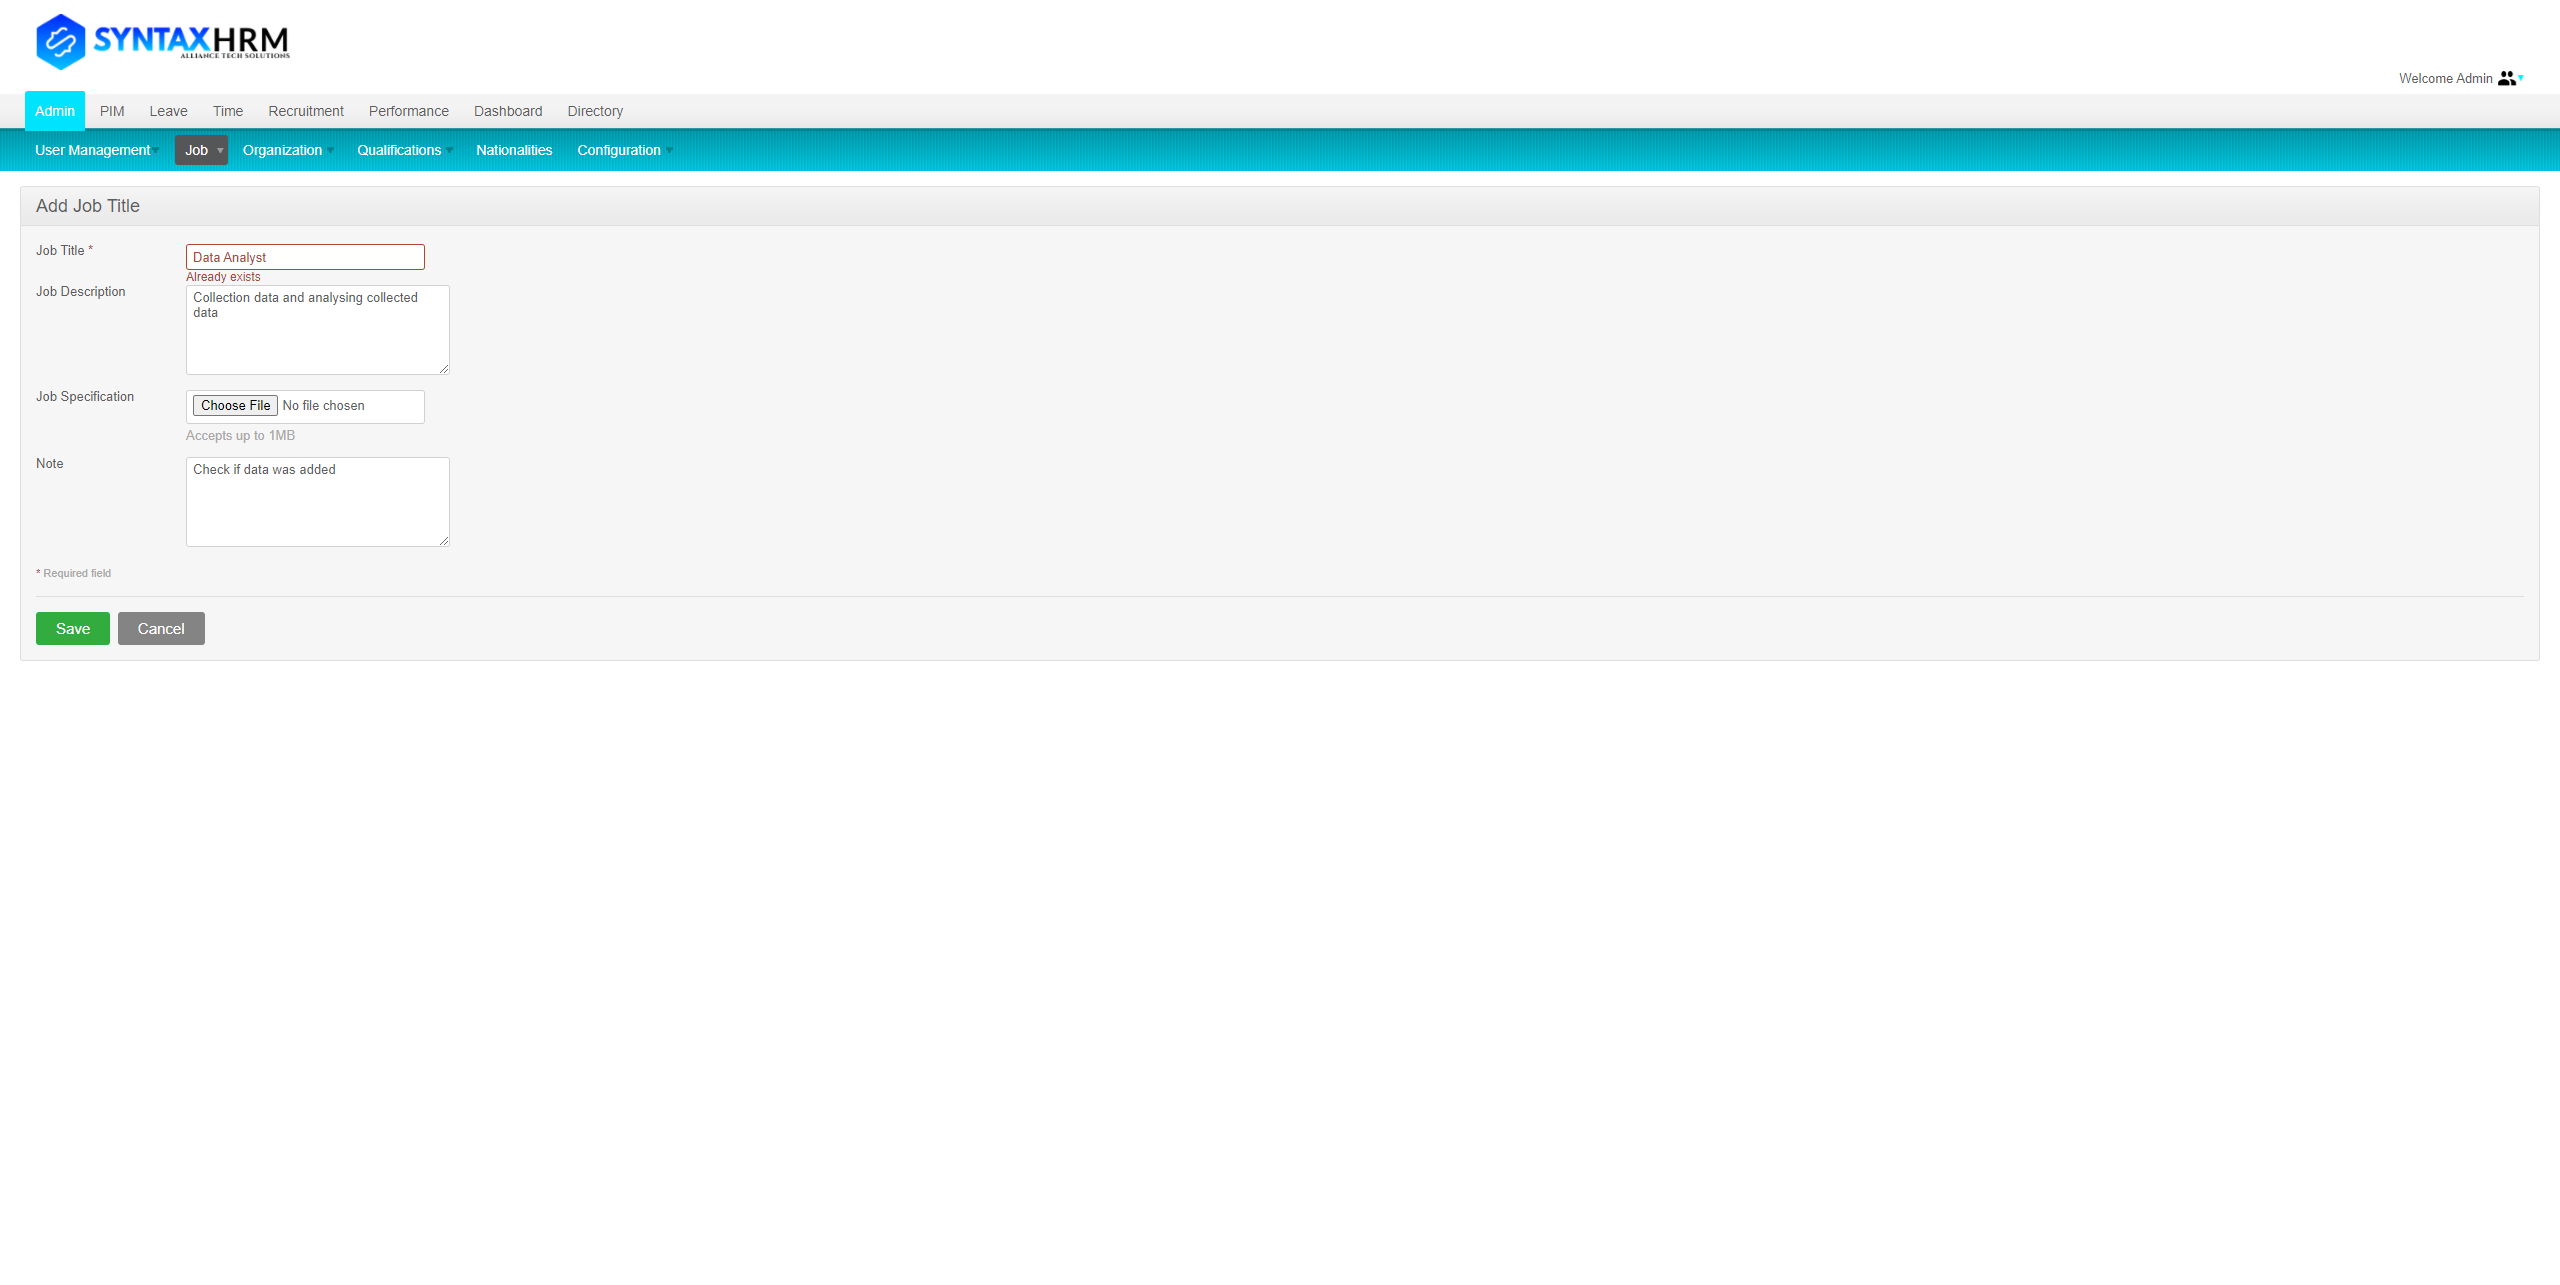 SYNTAXHRM
ALLIANCE TECH SOLUTIONS
Welcome Admin
Admin PIM Leave Time Recruitment Performance Dashboard Directory
User Management Job Organization Qualifications Nationalities Configuration
Add Job Title
Job Title * Data Analyst
Already exists
Job Description Collection data and analysing collected
data
Job Specification Choose File No file chosen
Accepts up to 1MB
Note Check if data was added
* Required field
Save Cancel